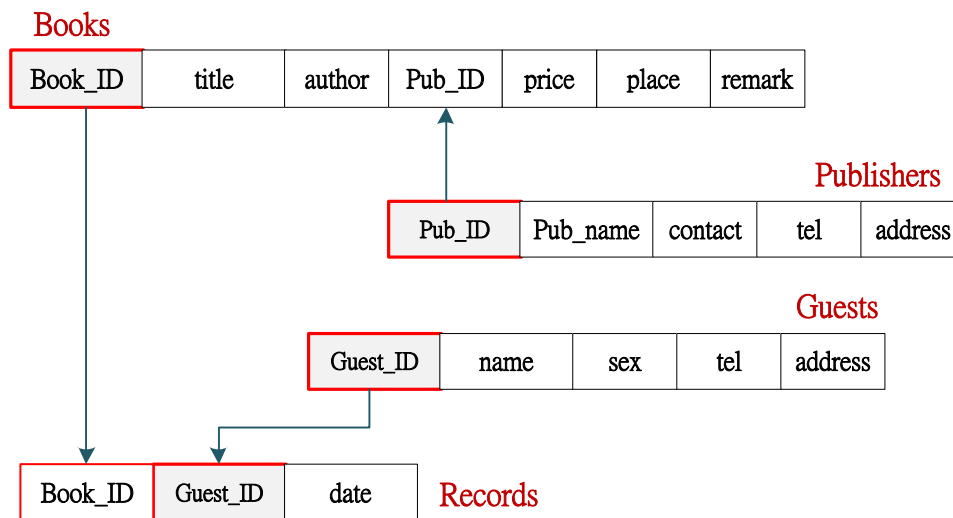 Books
Book_ID title author Pub_ID price place remark
Publishers
Pub_ID Pub_name contact tel address
Guests
Guest_ID name sex tel address
Book_ID Guest_ID date Records